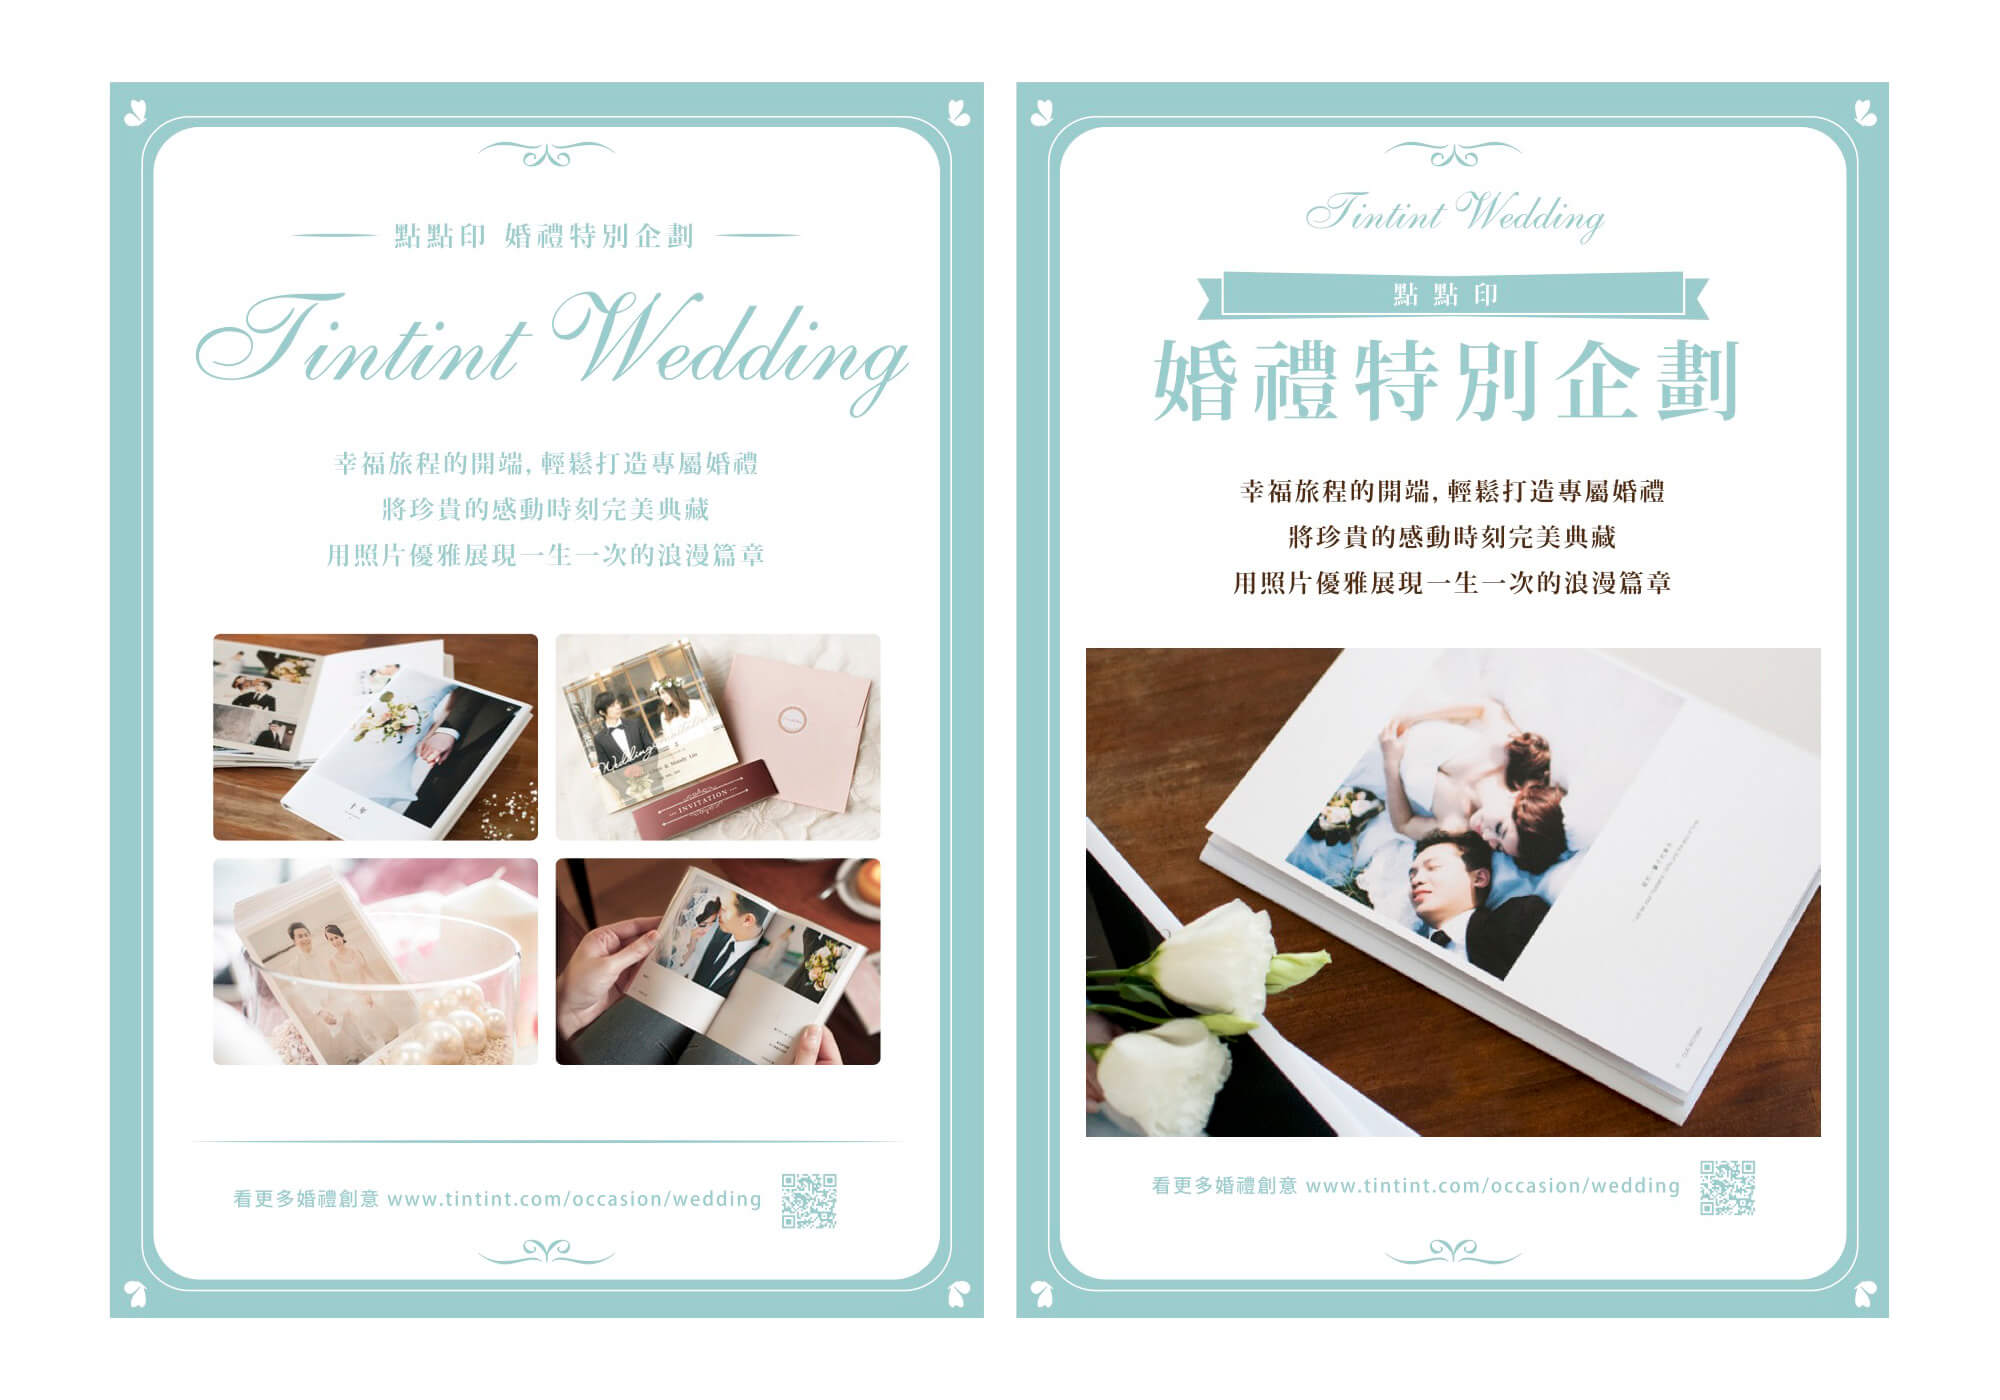 點點印 婚禮特別企劃
Tintint Wedding
幸福旅程的開端, 輕鬆打造專屬婚禮
將珍貴的感動時刻完美典藏
用照片優雅展現一生一次的浪漫篇章
Wedding Invitation
INVITATION
看更多婚禮創意 www.tintint.com/occasion/wedding
Tintint Wedding
點點印
婚禮特別企劃
幸福旅程的開端, 輕鬆打造專屬婚禮
將珍貴的感動時刻完美典藏
用照片優雅展現一生一次的浪漫篇章
看更多婚禮創意 www.tintint.com/occasion/wedding